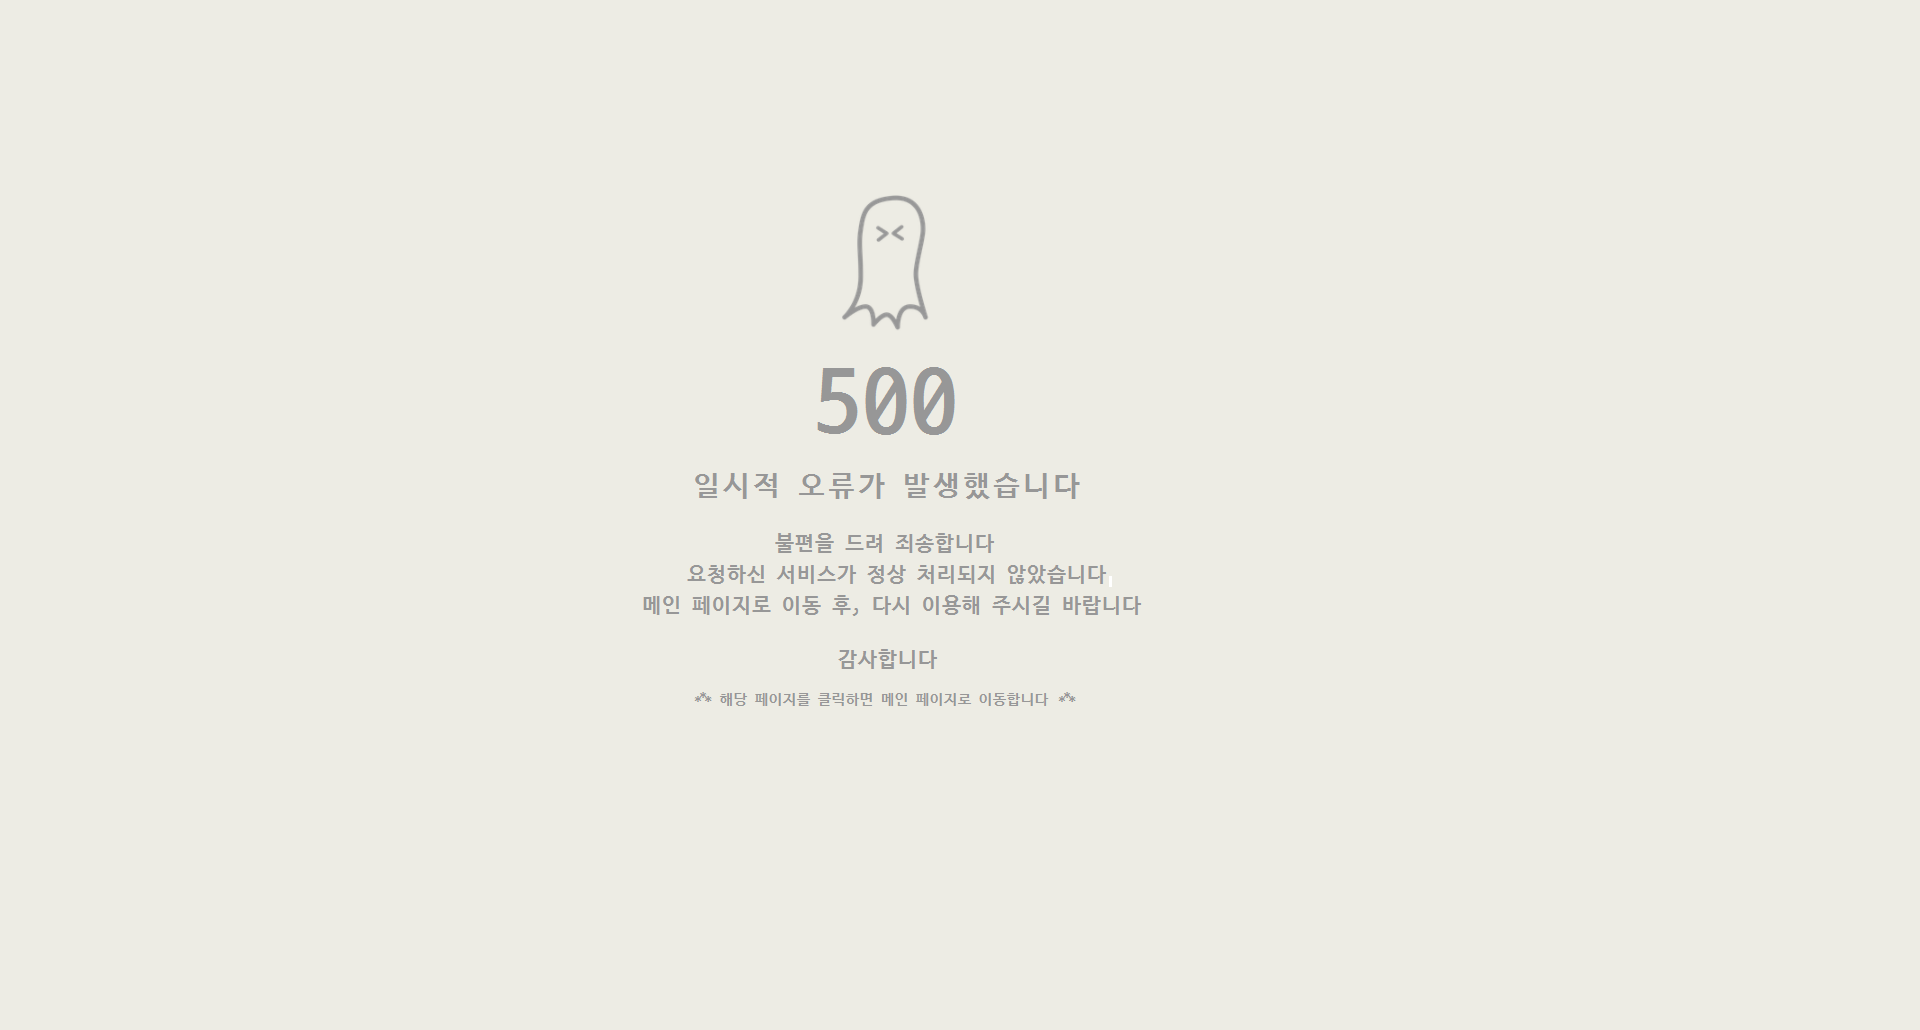 500
일시적 오류가 발생했습니다
불편을 드려 죄송합니다
요청하신 서비스가 정상 처리되지 않았습니다
메인 페이지로 이동 후, 다시 이용해 주시길 바랍니다
감사합니다
⁂ 해당 페이지를 클릭하면 메인 페이지로 이동합니다 ⁂